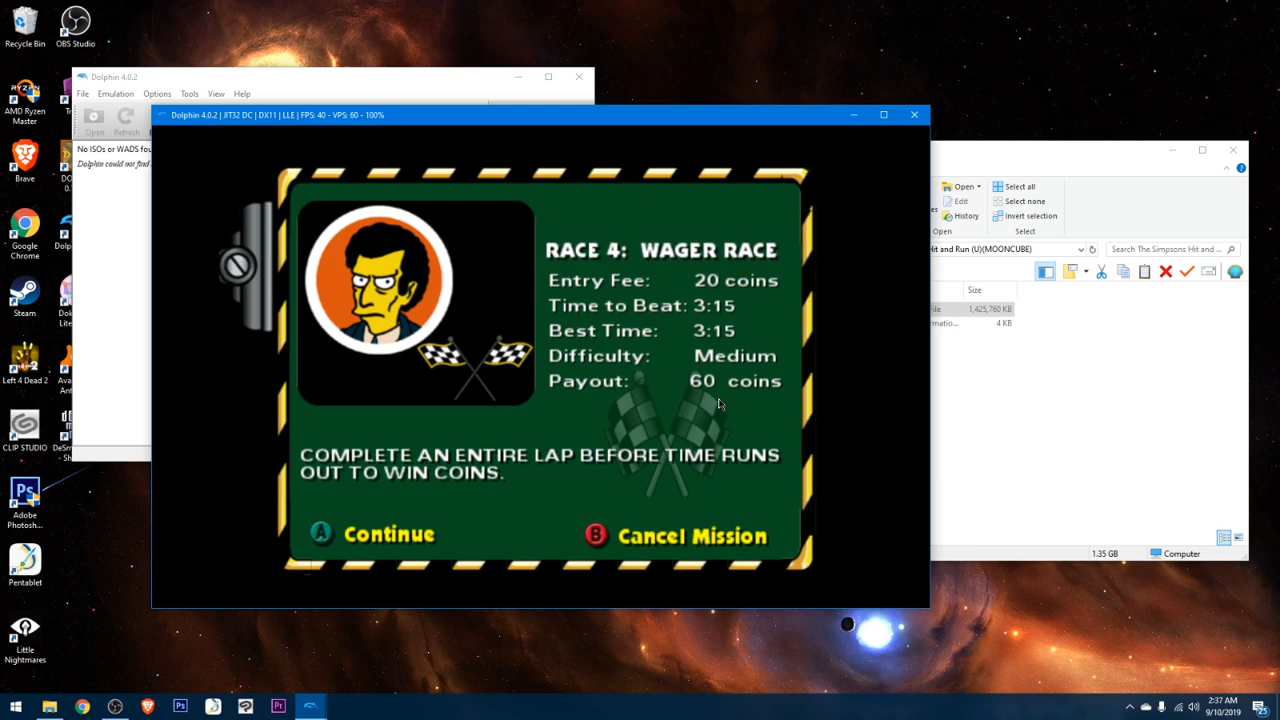 Recycle Bin
OBS Studio
AMD Ryzen
Master
Brave
Google
Chrome
Steam
Left 4 Dead 2
CLIP STUDIO
Adobe
Photosh...
Pentablet
Little
Nightmares
Dolphin 4.0.2
File Emulation Options Tools View Help
Open Refresh
No ISOs or WADS fou
Dolphin could not find
Dolphin 4.0.2 | JIT32 DC | DX11 | LLE | FPS: 40 - VPS: 60 - 100%
RACE 4: WAGER RACE
Entry Fee: 20 coins
Time to Beat: 3:15
Best Time: 3:15
Difficulty: Medium
Payout: 60 coins
COMPLETE AN ENTIRE LAP BEFORE TIME RUNS
OUT TO WIN COINS.
A Continue
B Cancel Mission
Open Select all
Edit Select none
History Invert selection
Open Select
Hit and Run (U)(MOONCUBE) Search The Simpsons Hit and ...
Size
File 1,425,760 KB
rmatio... 4 KB
1.35 GB Computer
2:37 AM
9/10/2019
25